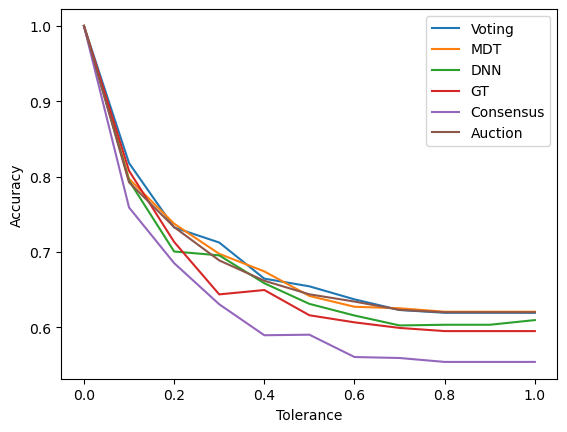 1.0
0.9
0.8
0.7
0.6
Accuracy
0.0 0.2 0.4 0.6 0.8 1.0
Tolerance
Voting
MDT
DNN
GT
Consensus
Auction